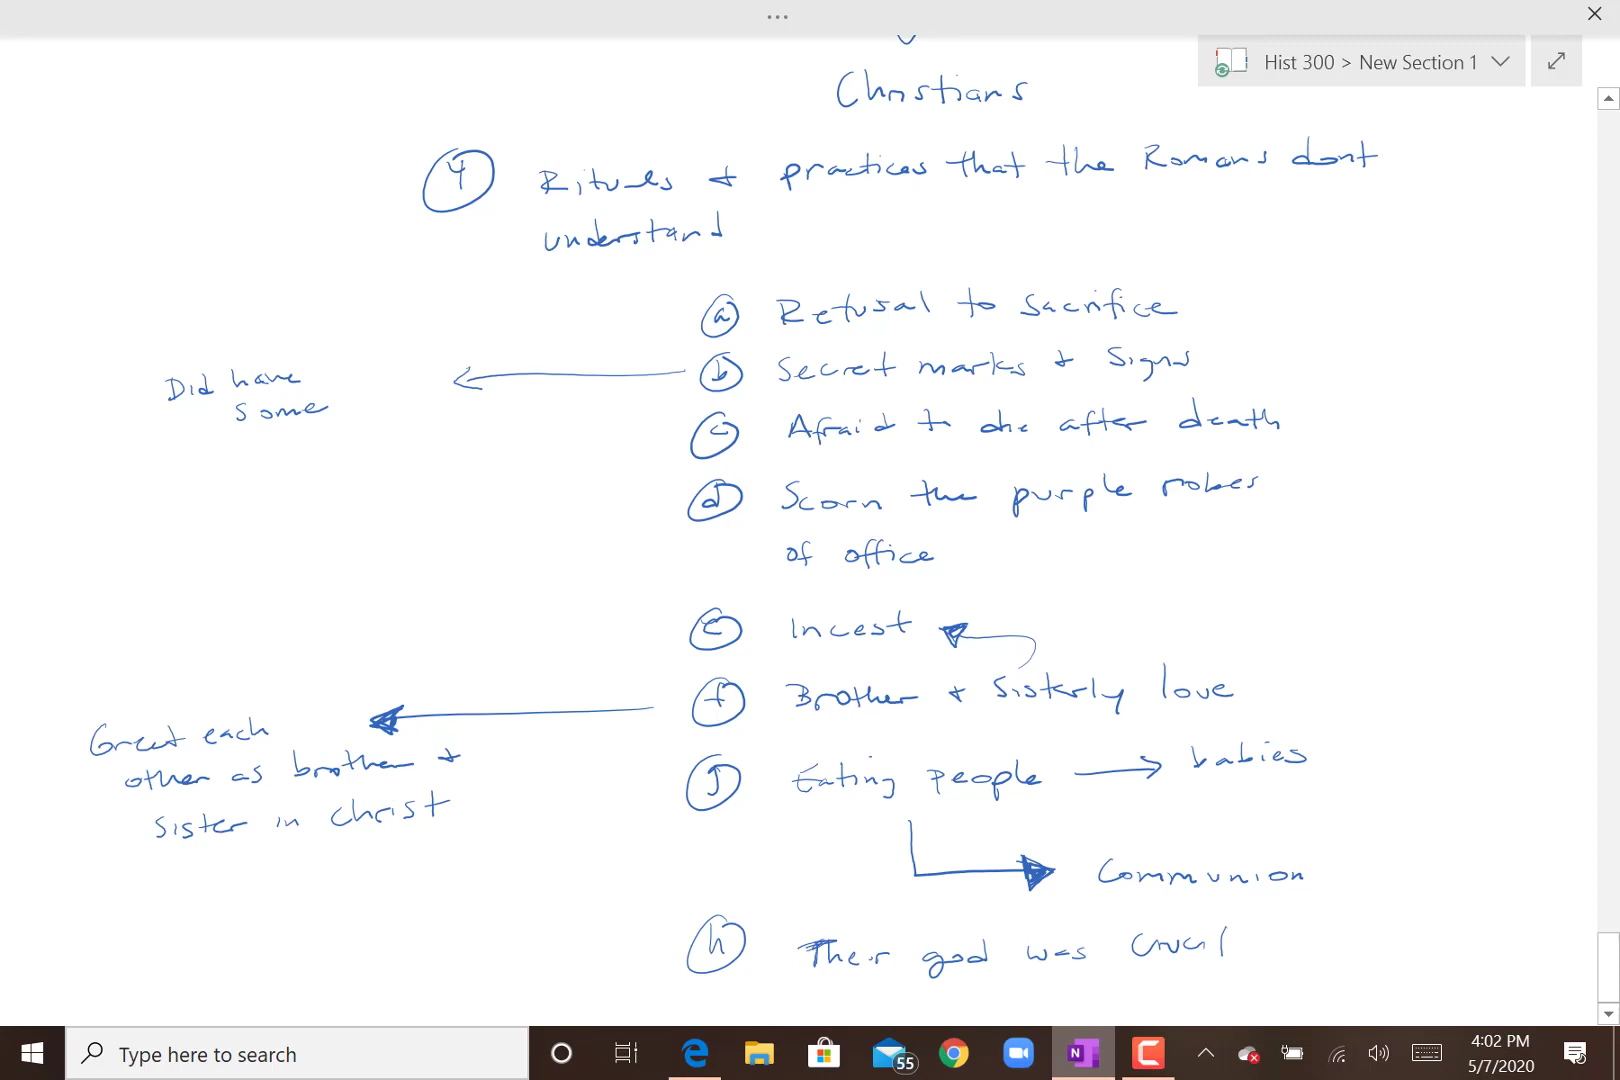 Hist 300 > New Section 1
Christians
4 Rituels + practices that the Romans dont
understand
a Refusal to sacrifice
b Secret marks + signs
Did have
some
c Afraid to die after death
d Scorn the purple robes
of office
e Incest
f Brother + Sisterly love
Greet each
other as brother +
sister in Christ
g Eating people → babies
Communion
h Their god was
Type here to search
55
4:02 PM
5/7/2020